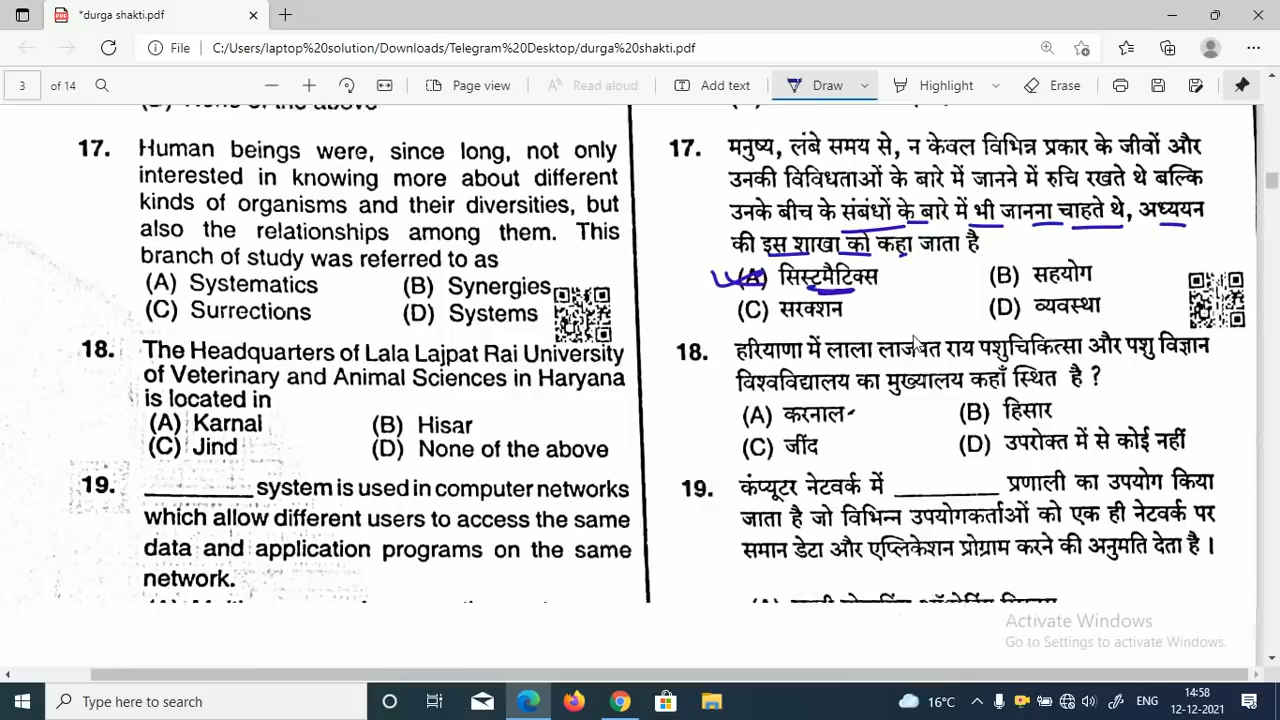 *durga shakti.pdf
File
C:/Users/laptop%20solution/Downloads/Telegram%20Desktop/durga%20shakti.pdf
3 of 14
Page view
Read aloud
Add text
Draw
Highlight
Erase
17. Human beings were, since long, not only
interested in knowing more about different
kinds of organisms and their diversities, but
also the relationships among them. This
branch of study was referred to as
(A) Systematics (B) Synergies
(C) Surrections (D) Systems
18. The Headquarters of Lala Lajpat Rai University
of Veterinary and Animal Sciences in Haryana
is located in
(A) Karnal (B) Hisar
(C) Jind (D) None of the above
19. ________ system is used in computer networks
which allow different users to access the same
data and application programs on the same
network.
17. मनुष्य, लंबे समय से, न केवल विभिन्न प्रकार के जीवों और
उनकी विविधताओं के बारे में जानने में रुचि रखते थे बल्कि
उनके बीच के संबंधों के बारे में भी जानना चाहते थे, अध्ययन
की इस शाखा को कहा जाता है
(A) सिस्टमैटिक्स (B) सहयोग
(C) सरक्शन (D) व्यवस्था
18. हरियाणा में लाला लाजपत राय पशुचिकित्सा और पशु विज्ञान
विश्वविद्यालय का मुख्यालय कहाँ स्थित है ?
(A) करनाल (B) हिसार
(C) जींद (D) उपरोक्त में से कोई नहीं
19. कंप्यूटर नेटवर्क में ________ प्रणाली का उपयोग किया
जाता है जो विभिन्न उपयोगकर्ताओं को एक ही नेटवर्क पर
समान डेटा और एप्लिकेशन प्रोग्राम करने की अनुमति देता है ।
Activate Windows
Go to Settings to activate Windows.
Type here to search
16°C
ENG
14:58
12-12-2021